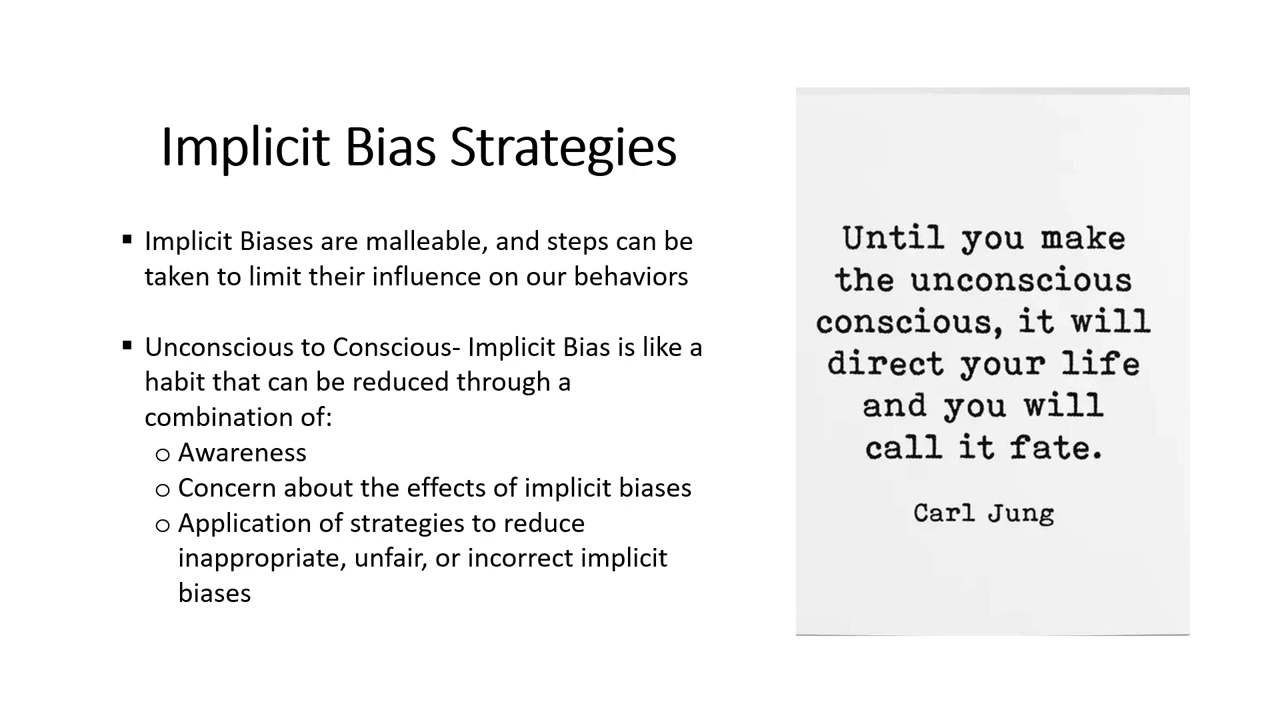 Implicit Bias Strategies
▪ Implicit Biases are malleable, and steps can be
taken to limit their influence on our behaviors
▪ Unconscious to Conscious- Implicit Bias is like a
habit that can be reduced through a
combination of:
o Awareness
o Concern about the effects of implicit biases
o Application of strategies to reduce
inappropriate, unfair, or incorrect implicit
biases
Until you make
the unconscious
conscious, it will
direct your life
and you will
call it fate.
Carl Jung